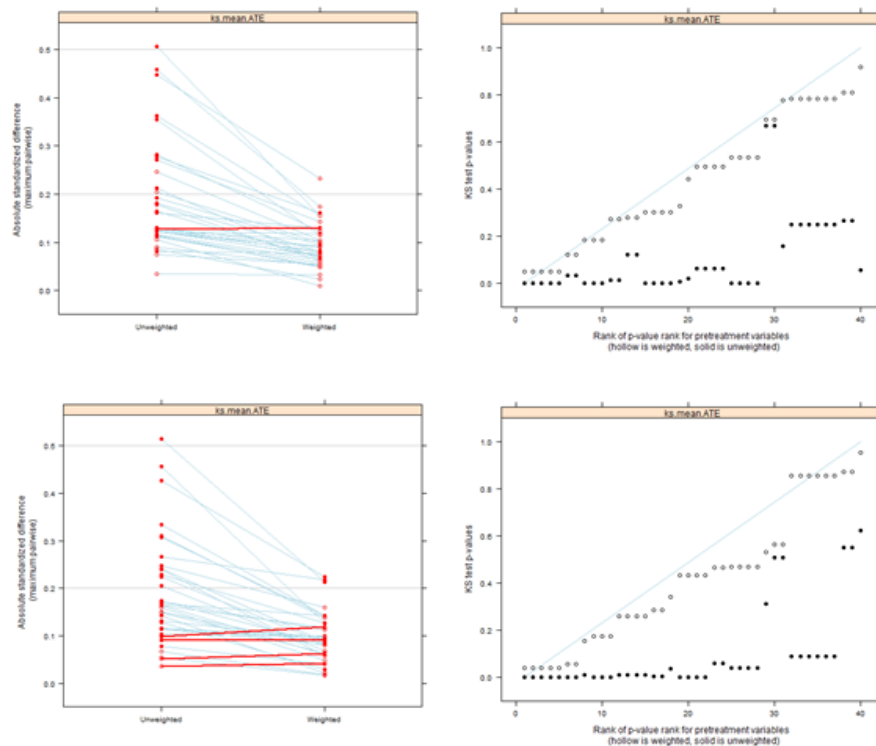 ks.mean.ATE
0.5
0.4
0.3
0.2
0.1
0.0
Absolute standardized difference
(maximum pairwise)
Unweighted
Weighted
ks.mean.ATE
1.0
0.8
0.6
0.4
0.2
0.0
KS test p-values
0
10
20
30
40
Rank of p-value rank for pretreatment variables
(hollow is weighted, solid is unweighted)
ks.mean.ATE
0.5
0.4
0.3
0.2
0.1
0.0
Absolute standardized difference
(maximum pairwise)
Unweighted
Weighted
ks.mean.ATE
1.0
0.8
0.6
0.4
0.2
0.0
KS test p-values
0
10
20
30
40
Rank of p-value rank for pretreatment variables
(hollow is weighted, solid is unweighted)